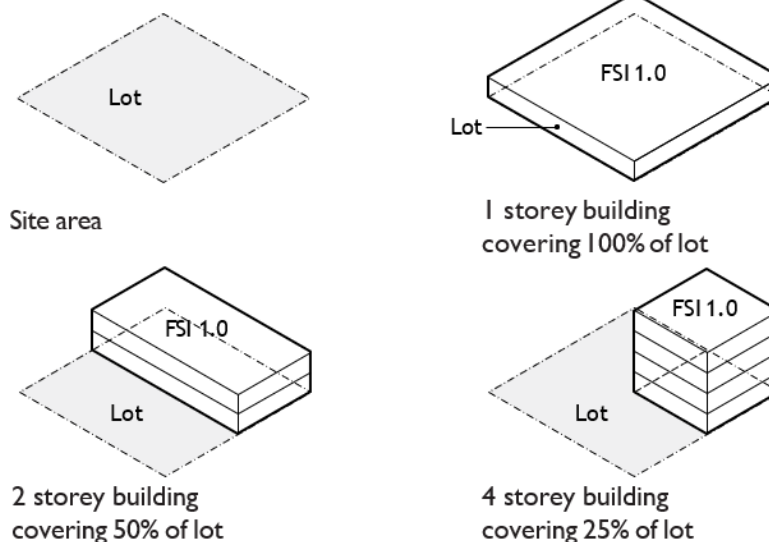 Lot
Site area
FSI 1.0
Lot
1 storey building
covering 100% of lot
FSI 1.0
Lot
2 storey building
covering 50% of lot
FSI 1.0
Lot
4 storey building
covering 25% of lot